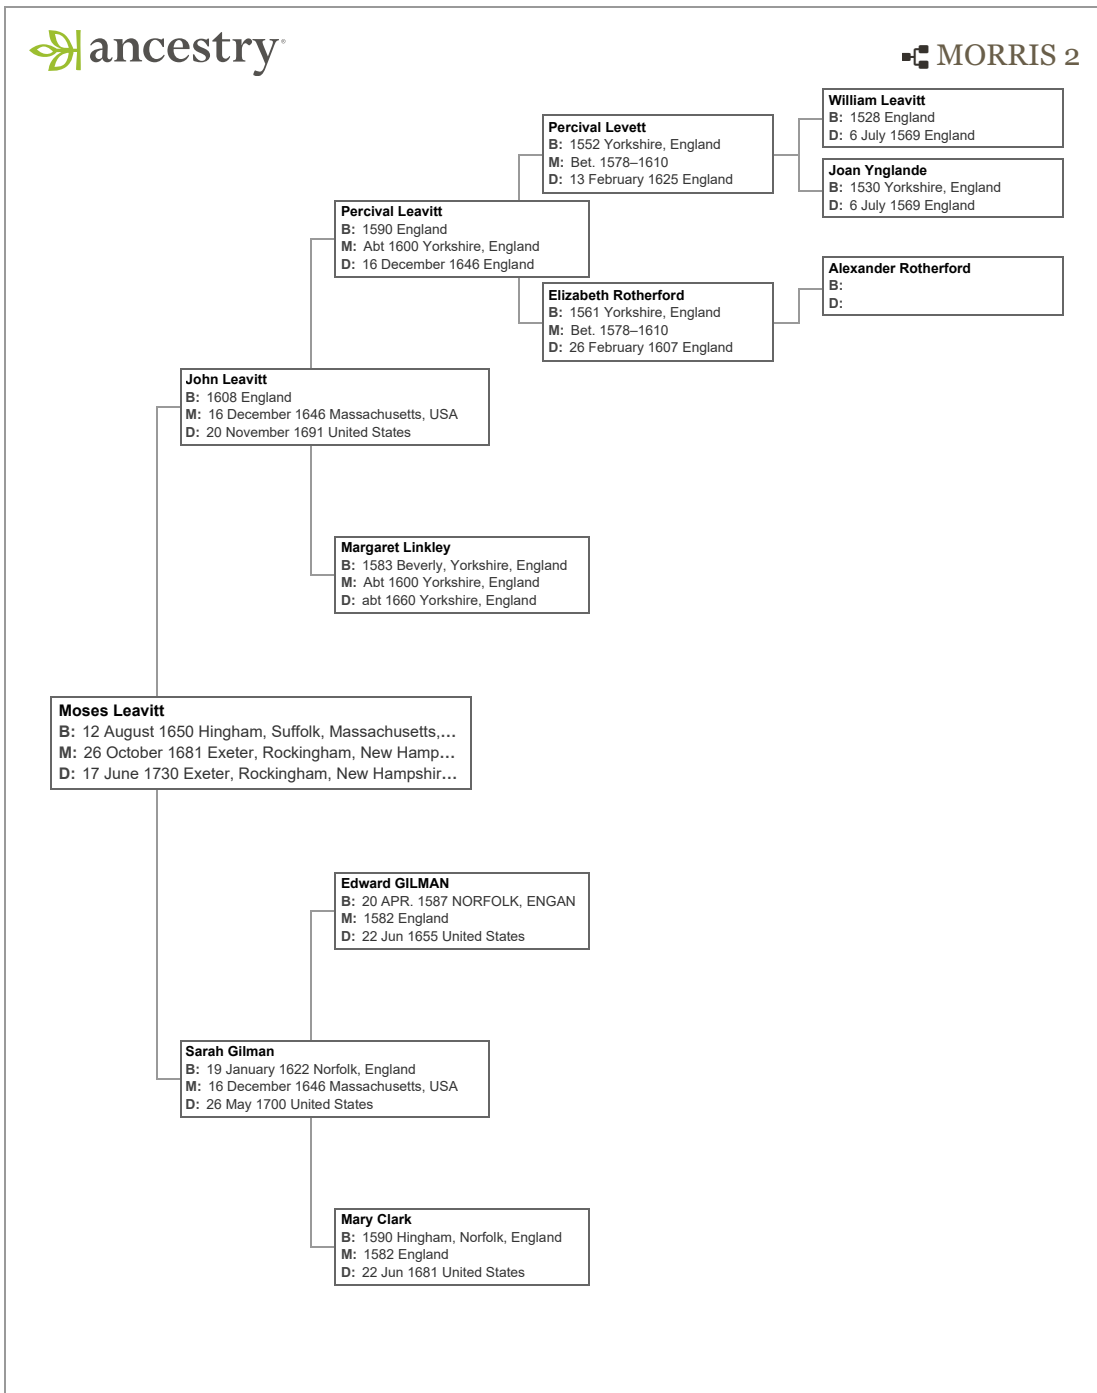 ancestry
MORRIS 2
William Leavitt
B: 1528 England
D: 6 July 1569 England
Percival Levett
B: 1552 Yorkshire, England
M: Bet. 1578–1610
D: 13 February 1625 England
Joan Ynglande
B: 1530 Yorkshire, England
D: 6 July 1569 England
Percival Leavitt
B: 1590 England
M: Abt 1600 Yorkshire, England
D: 16 December 1646 England
Alexander Rotherford
B:
D:
Elizabeth Rotherford
B: 1561 Yorkshire, England
M: Bet. 1578–1610
D: 26 February 1607 England
John Leavitt
B: 1608 England
M: 16 December 1646 Massachusetts, USA
D: 20 November 1691 United States
Margaret Linkley
B: 1583 Beverly, Yorkshire, England
M: Abt 1600 Yorkshire, England
D: abt 1660 Yorkshire, England
Moses Leavitt
B: 12 August 1650 Hingham, Suffolk, Massachusetts,...
M: 26 October 1681 Exeter, Rockingham, New Hamp...
D: 17 June 1730 Exeter, Rockingham, New Hampshir...
Edward GILMAN
B: 20 APR. 1587 NORFOLK, ENGAN
M: 1582 England
D: 22 Jun 1655 United States
Sarah Gilman
B: 19 January 1622 Norfolk, England
M: 16 December 1646 Massachusetts, USA
D: 26 May 1700 United States
Mary Clark
B: 1590 Hingham, Norfolk, England
M: 1582 England
D: 22 Jun 1681 United States